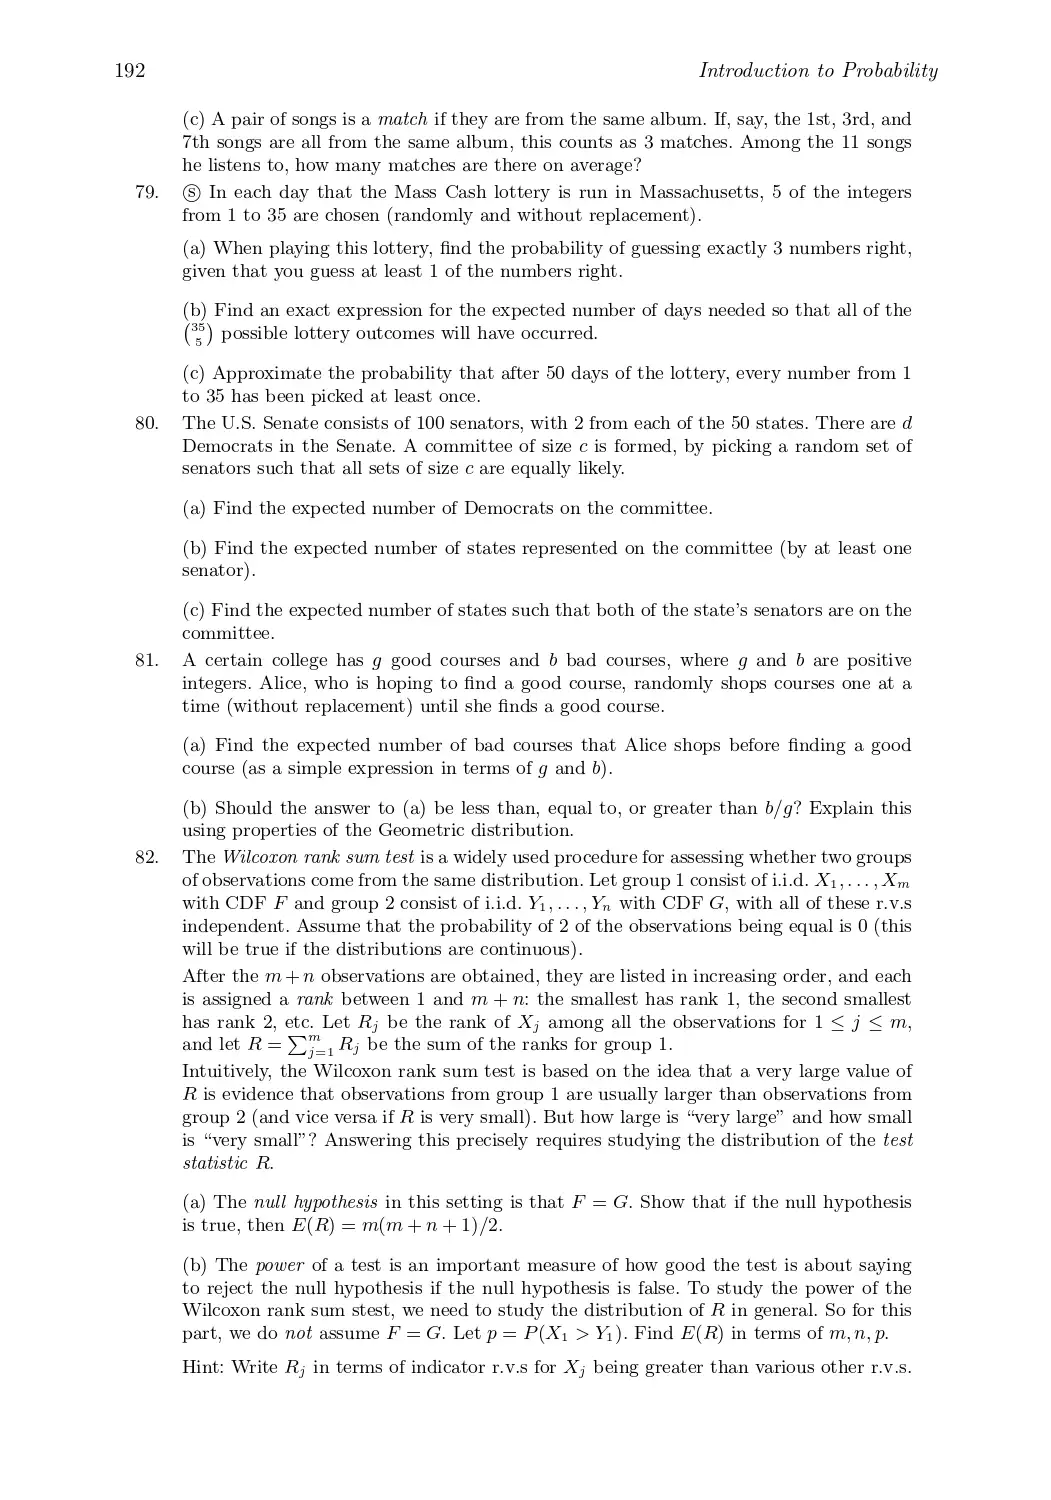 192
Introduction to Probability
(c) A pair of songs is a match if they are from the same album. If, say, the 1st, 3rd, and
7th songs are all from the same album, this counts as 3 matches. Among the 11 songs
he listens to, how many matches are there on average?
79. Ⓢ In each day that the Mass Cash lottery is run in Massachusetts, 5 of the integers
from 1 to 35 are chosen (randomly and without replacement).
(a) When playing this lottery, find the probability of guessing exactly 3 numbers right,
given that you guess at least 1 of the numbers right.
(b) Find an exact expression for the expected number of days needed so that all of the
$\binom{35}{5}$ possible lottery outcomes will have occurred.
(c) Approximate the probability that after 50 days of the lottery, every number from 1
to 35 has been picked at least once.
80. The U.S. Senate consists of 100 senators, with 2 from each of the 50 states. There are d
Democrats in the Senate. A committee of size c is formed, by picking a random set of
senators such that all sets of size c are equally likely.
(a) Find the expected number of Democrats on the committee.
(b) Find the expected number of states represented on the committee (by at least one
senator).
(c) Find the expected number of states such that both of the state's senators are on the
committee.
81. A certain college has g good courses and b bad courses, where g and b are positive
integers. Alice, who is hoping to find a good course, randomly shops courses one at a
time (without replacement) until she finds a good course.
(a) Find the expected number of bad courses that Alice shops before finding a good
course (as a simple expression in terms of g and b).
(b) Should the answer to (a) be less than, equal to, or greater than b/g? Explain this
using properties of the Geometric distribution.
82. The Wilcoxon rank sum test is a widely used procedure for assessing whether two groups
of observations come from the same distribution. Let group 1 consist of i.i.d. $X_1, \ldots, X_m$
with CDF F and group 2 consist of i.i.d. $Y_1, \ldots, Y_n$ with CDF G, with all of these r.v.s
independent. Assume that the probability of 2 of the observations being equal is 0 (this
will be true if the distributions are continuous).
After the m + n observations are obtained, they are listed in increasing order, and each
is assigned a rank between 1 and m + n: the smallest has rank 1, the second smallest
has rank 2, etc. Let $R_j$ be the rank of $X_j$ among all the observations for 1 ≤ j ≤ m,
and let $R = \sum_{j=1}^{m} R_j$ be the sum of the ranks for group 1.
Intuitively, the Wilcoxon rank sum test is based on the idea that a very large value of
R is evidence that observations from group 1 are usually larger than observations from
group 2 (and vice versa if R is very small). But how large is “very large” and how small
is “very small”? Answering this precisely requires studying the distribution of the test
statistic R.
(a) The null hypothesis in this setting is that F = G. Show that if the null hypothesis
is true, then E(R) = m(m + n + 1)/2.
(b) The power of a test is an important measure of how good the test is about saying
to reject the null hypothesis if the null hypothesis is false. To study the power of the
Wilcoxon rank sum stest, we need to study the distribution of R in general. So for this
part, we do not assume F = G. Let $p = P(X_1 > Y_1)$. Find E(R) in terms of m, n, p.
Hint: Write $R_j$ in terms of indicator r.v.s for $X_j$ being greater than various other r.v.s.